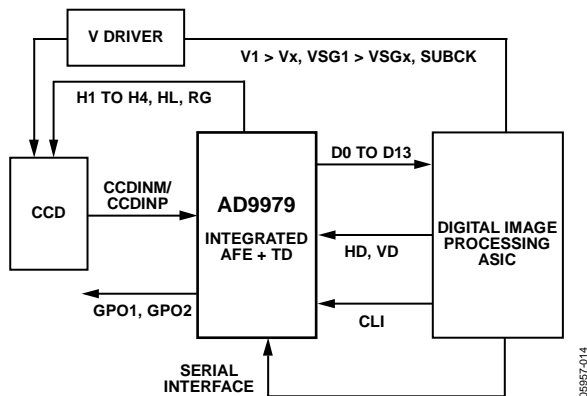 V DRIVER
V1 > Vx, VSG1 > VSGx, SUBCK
H1 TO H4, HL, RG
D0 TO D13
CCD
CCDINM/
CCDINP
AD9979
INTEGRATED
AFE + TD
DIGITAL IMAGE
PROCESSING
ASIC
HD, VD
GPO1, GPO2
CLI
SERIAL
INTERFACE
05957-014